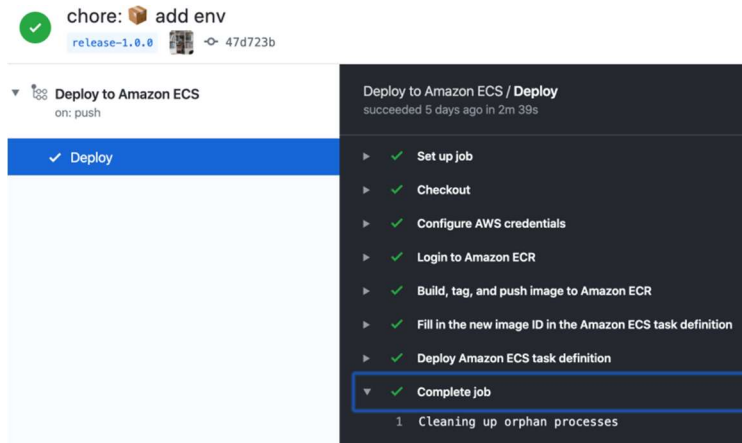 chore: 📦 add env
release-1.0.0 47d723b
Deploy to Amazon ECS
on: push
Deploy
Deploy to Amazon ECS / Deploy
succeeded 5 days ago in 2m 39s
Set up job
Checkout
Configure AWS credentials
Login to Amazon ECR
Build, tag, and push image to Amazon ECR
Fill in the new image ID in the Amazon ECS task definition
Deploy Amazon ECS task definition
Complete job
1 Cleaning up orphan processes